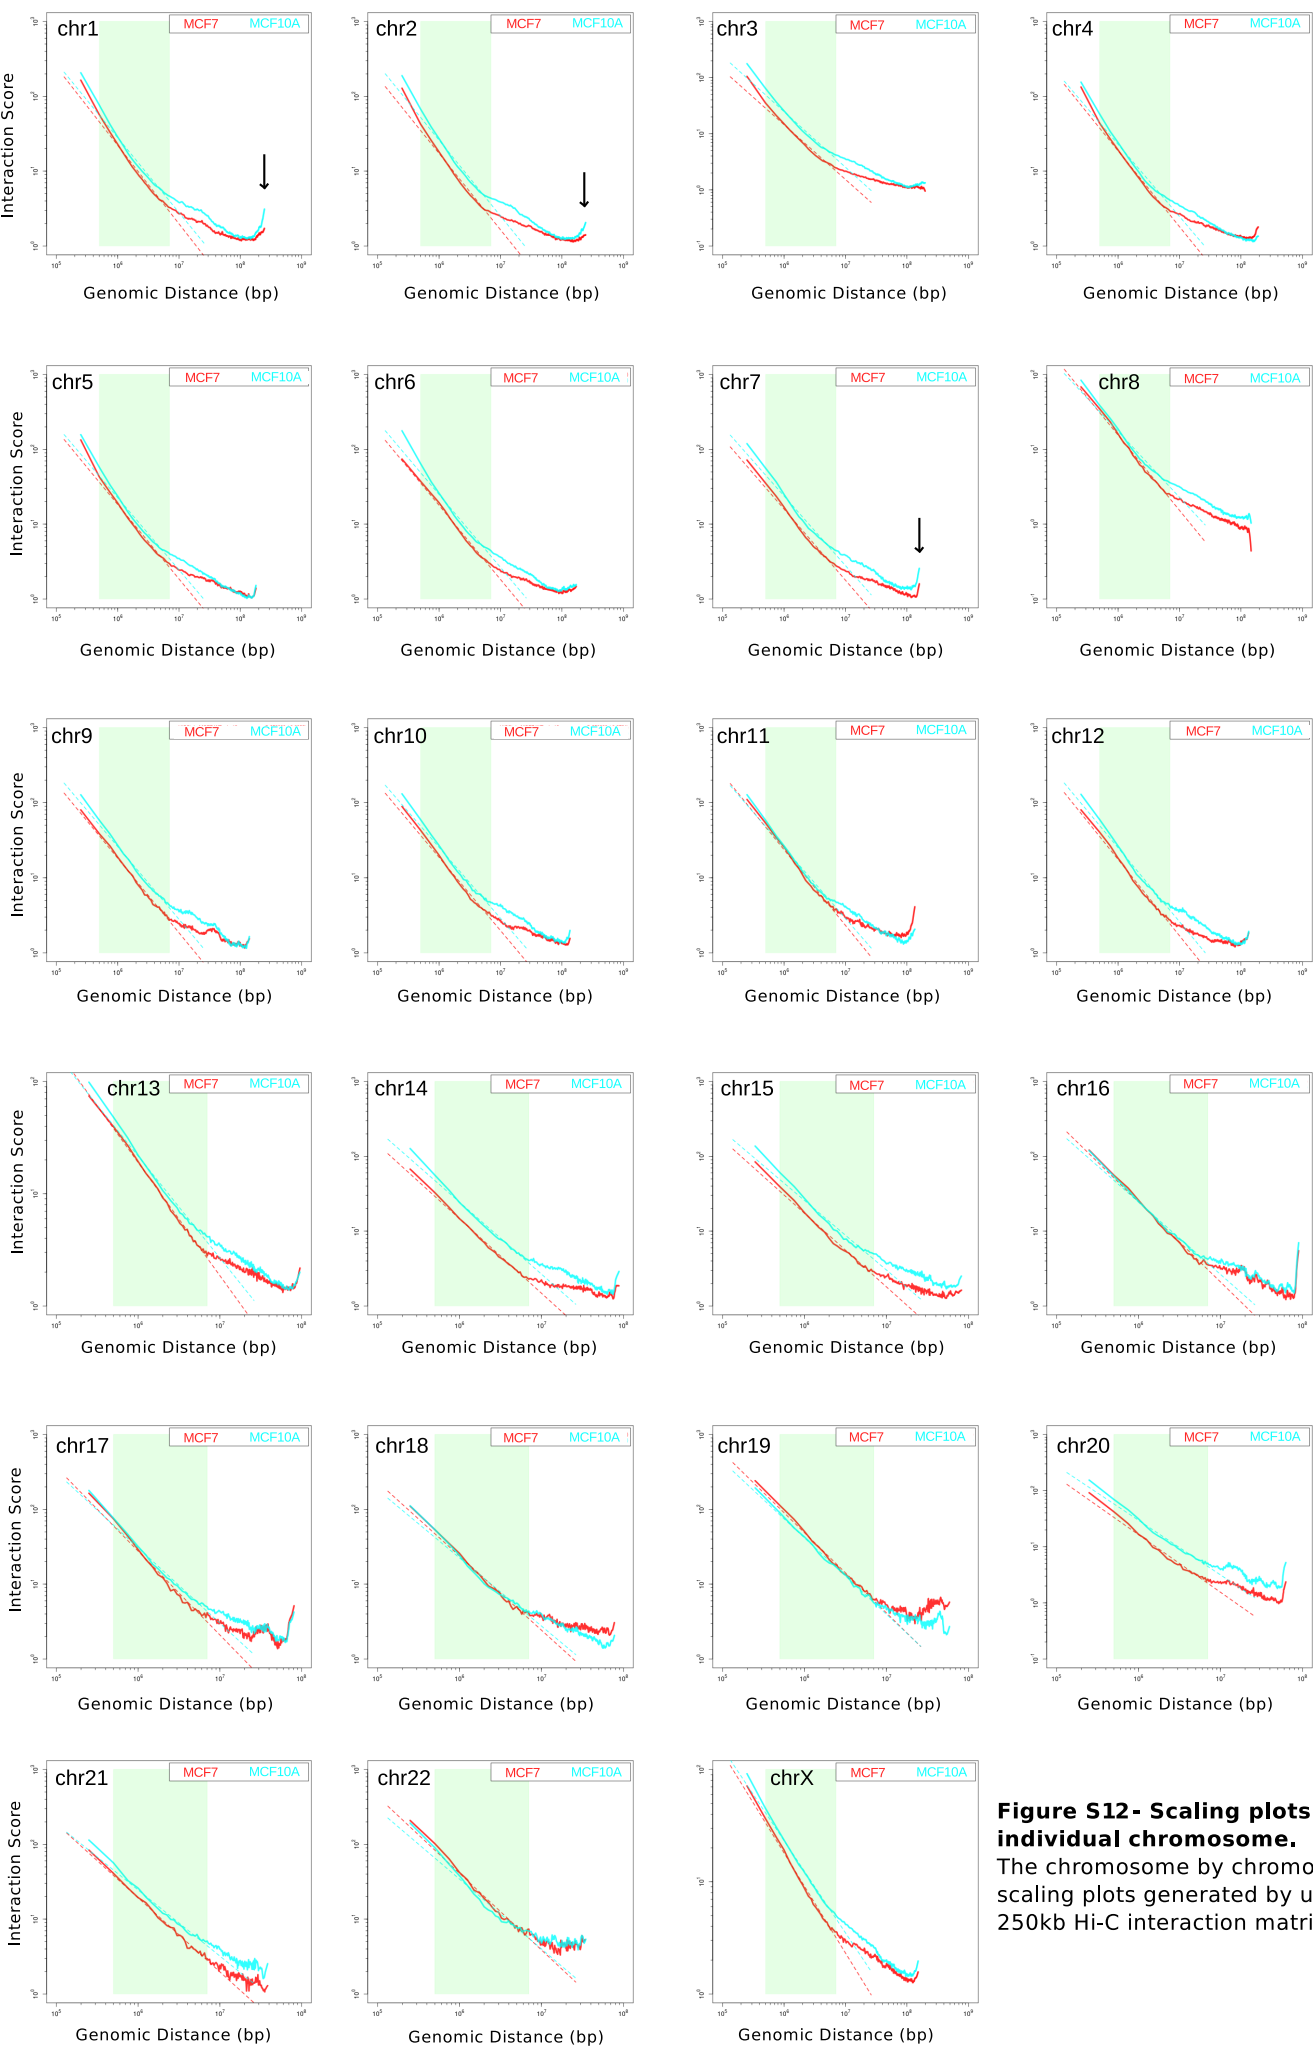 chr1 MCF7 MCF10A
chr2 MCF7 MCF10A
chr3 MCF7 MCF10A
chr4 MCF7 MCF10A
Interaction Score
Genomic Distance (bp)
Genomic Distance (bp)
Genomic Distance (bp)
Genomic Distance (bp)
chr5 MCF7 MCF10A
chr6 MCF7 MCF10A
chr7 MCF7 MCF10A
chr8 MCF7 MCF10A
Interaction Score
Genomic Distance (bp)
Genomic Distance (bp)
Genomic Distance (bp)
Genomic Distance (bp)
chr9 MCF7 MCF10A
chr10 MCF7 MCF10A
chr11 MCF7 MCF10A
chr12 MCF7 MCF10A
Interaction Score
Genomic Distance (bp)
Genomic Distance (bp)
Genomic Distance (bp)
Genomic Distance (bp)
chr13 MCF7 MCF10A
chr14 MCF7 MCF10A
chr15 MCF7 MCF10A
chr16 MCF7 MCF10A
Interaction Score
Genomic Distance (bp)
Genomic Distance (bp)
Genomic Distance (bp)
Genomic Distance (bp)
chr17 MCF7 MCF10A
chr18 MCF7 MCF10A
chr19 MCF7 MCF10A
chr20 MCF7 MCF10A
Interaction Score
Genomic Distance (bp)
Genomic Distance (bp)
Genomic Distance (bp)
Genomic Distance (bp)
chr21 MCF7 MCF10A
chr22 MCF7 MCF10A
chrX MCF7 MCF10A
Interaction Score
Genomic Distance (bp)
Genomic Distance (bp)
Genomic Distance (bp)
Figure S12- Scaling plots
individual chromosome.
The chromosome by chromo
scaling plots generated by u
250kb Hi-C interaction matri